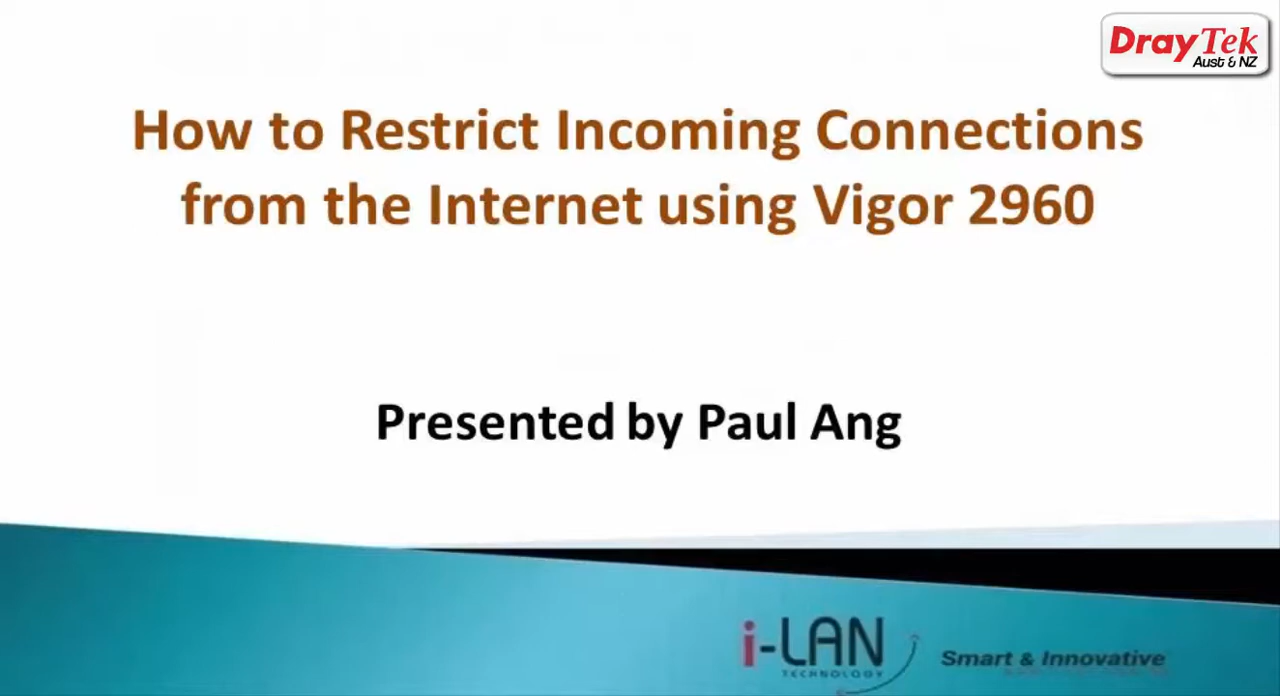 DrayTek
Aust & NZ
How to Restrict Incoming Connections
from the Internet using Vigor 2960
Presented by Paul Ang
i-LAN
TECHNOLOGY
Smart & Innovative